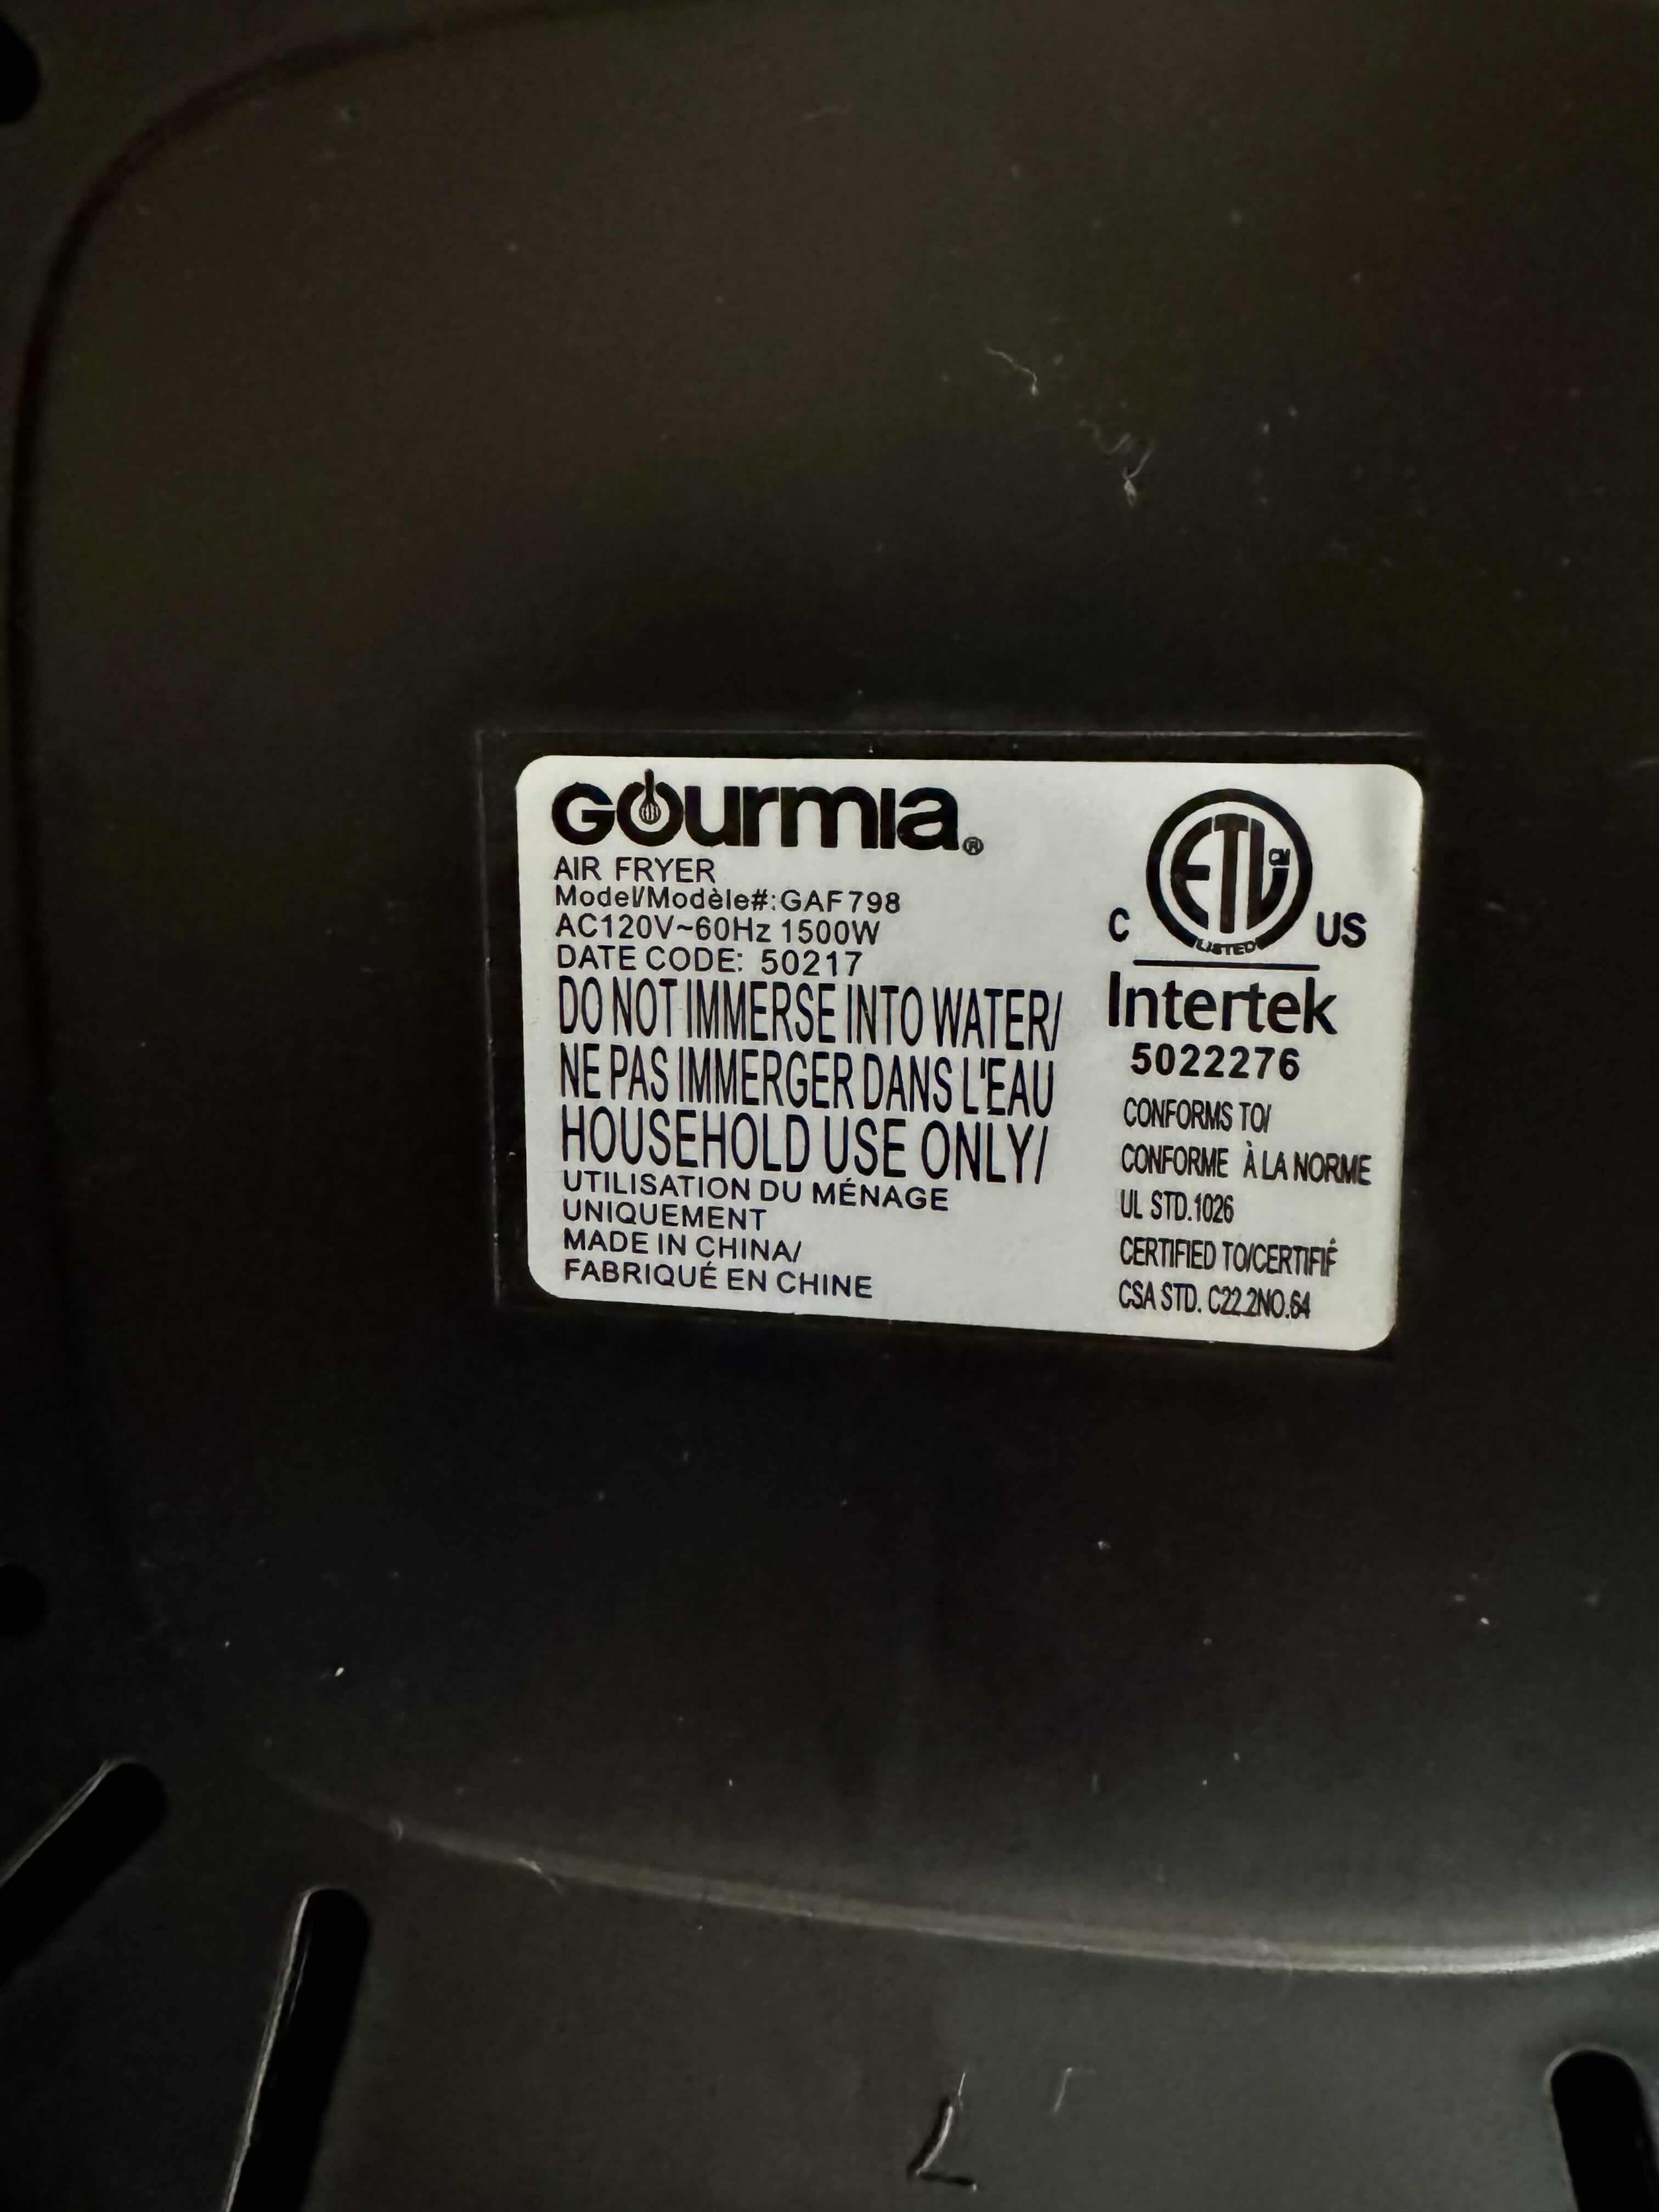 Gourmia®
AIR FRYER
Model/Modèle#:GAF798
AC120V~60Hz 1500W
DATE CODE: 50217
DO NOT IMMERSE INTO WATER/
NE PAS IMMERGER DANS L'EAU
HOUSEHOLD USE ONLY/
UTILISATION DU MÉNAGE
UNIQUEMENT
MADE IN CHINA/
FABRIQUÉ EN CHINE
ETL CM
LISTED
C US
Intertek
5022276
CONFORMS TO/
CONFORME À LA NORME
UL STD.1026
CERTIFIED TO/CERTIFIÉ
CSA STD. C22.2NO.64